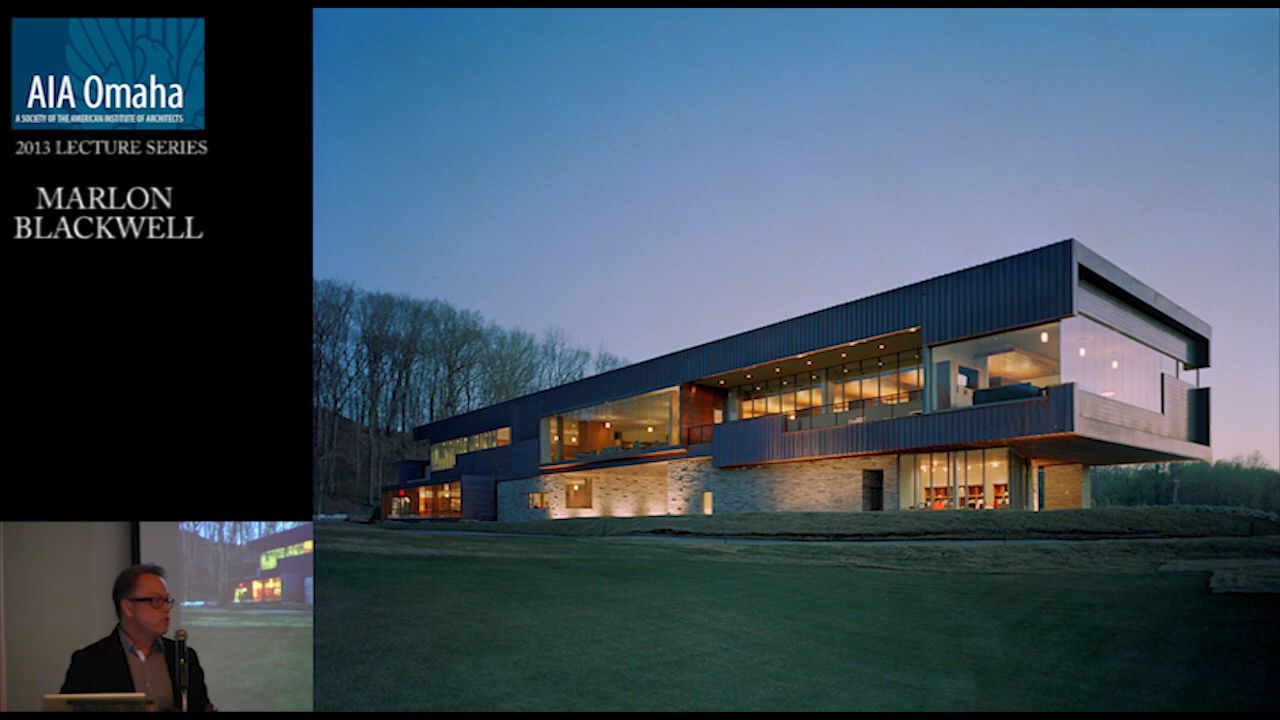 AIA Omaha
A SOCIETY OF THE AMERICAN INSTITUTE OF ARCHITECTS
2013 LECTURE SERIES
MARLON
BLACKWELL